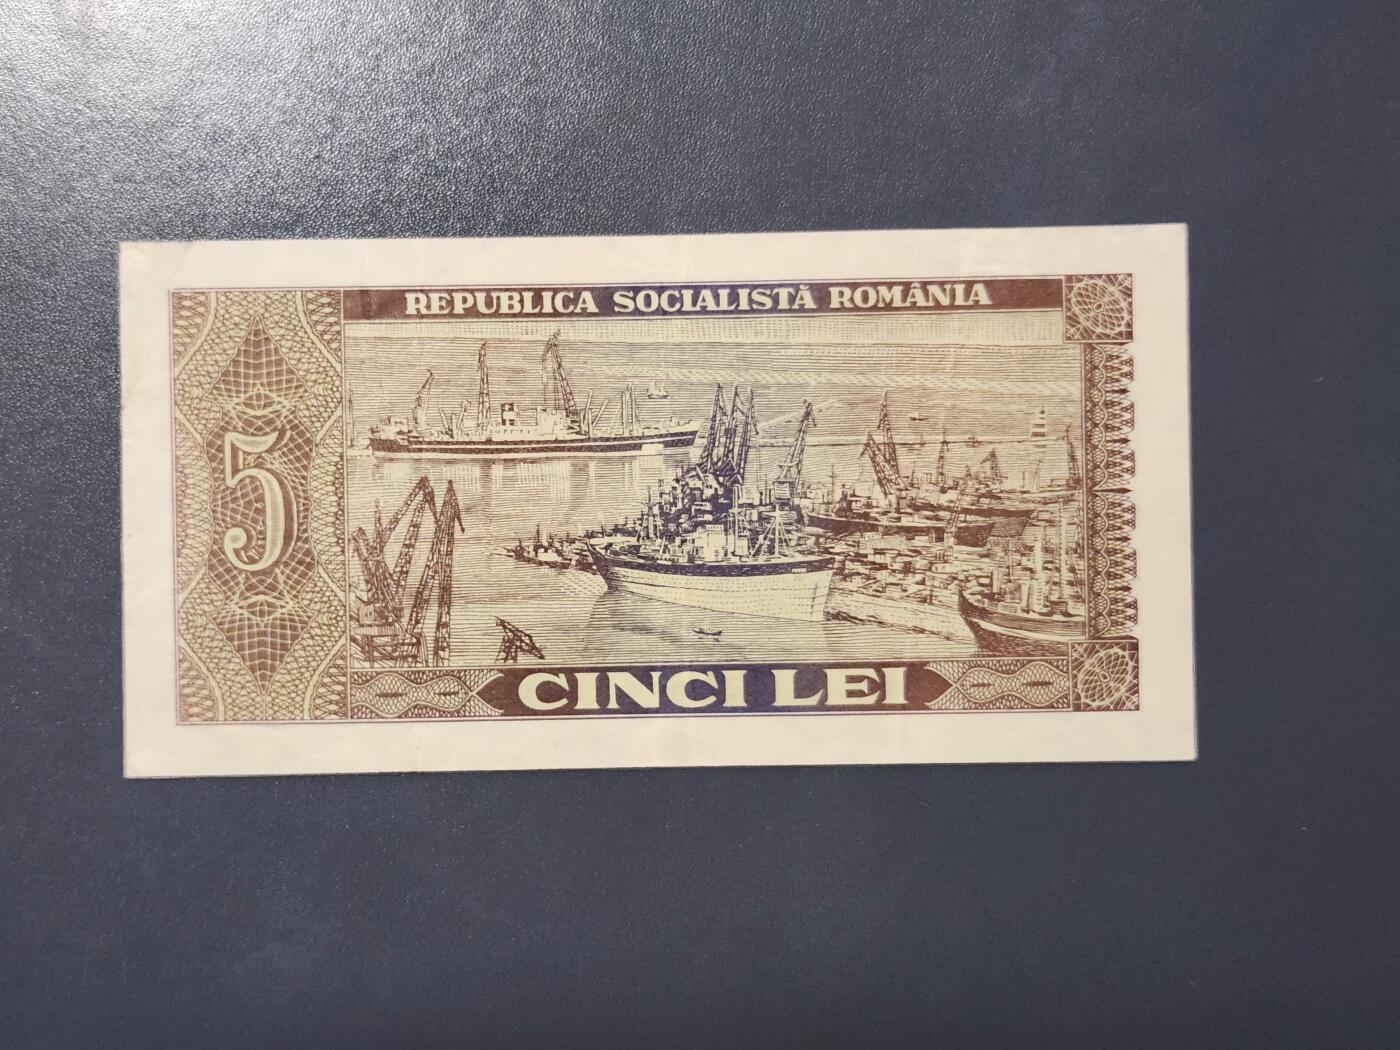 REPUBLICA SOCIALISTĂ ROMÂNIA
5
CINCI LEI